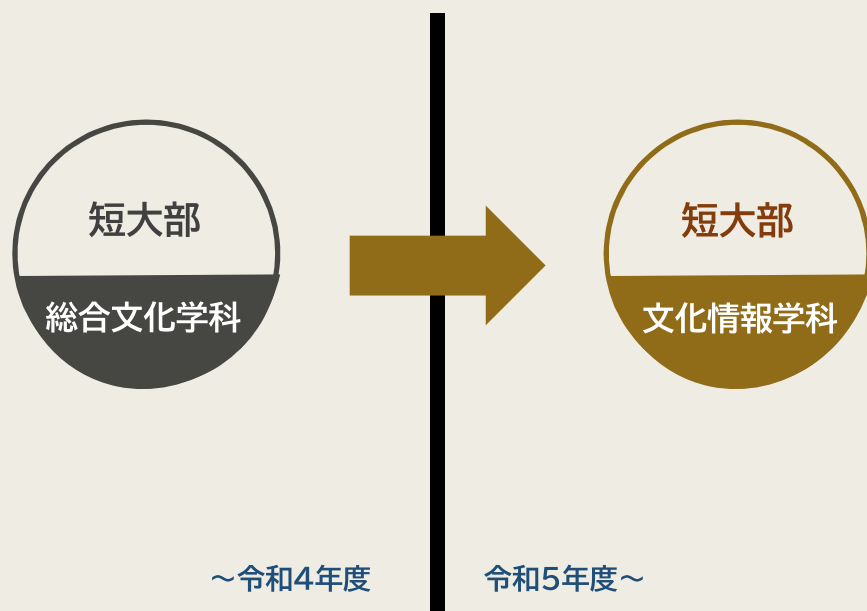 短大部
総合文化学科
短大部
文化情報学科
～令和4年度
令和5年度～